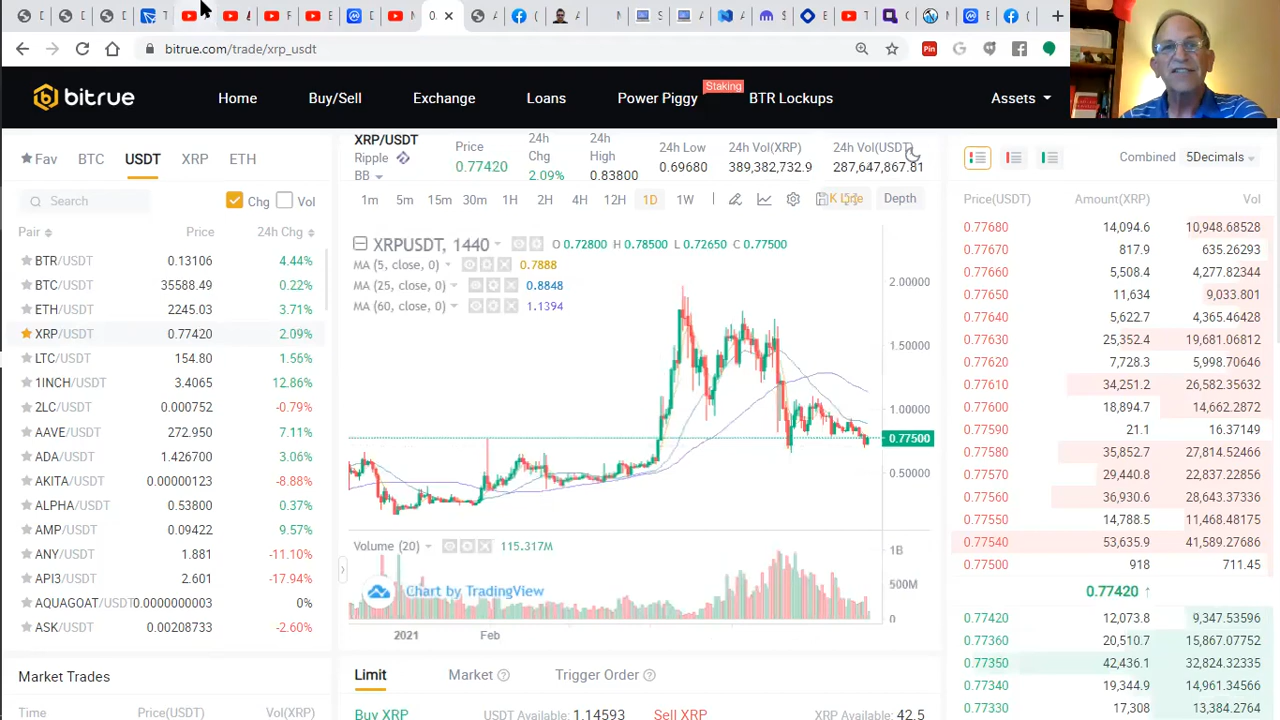 bitrue.com/trade/xrp_usdt
bitrue
Home
Buy/Sell
Exchange
Loans
Power Piggy
Staking
BTR Lockups
Assets
Fav BTC USDT XRP ETH
Search
Chg Vol
Pair Price 24h Chg
BTR/USDT 0.13106 4.44%
BTC/USDT 35588.49 0.22%
ETH/USDT 2245.03 3.71%
XRP/USDT 0.77420 2.09%
LTC/USDT 154.80 1.56%
1INCH/USDT 3.4065 12.86%
2LC/USDT 0.000752 -0.79%
AAVE/USDT 272.950 7.11%
ADA/USDT 1.426700 3.06%
AKITA/USDT 0.00000123 -8.88%
ALPHA/USDT 0.53800 0.37%
AMP/USDT 0.09422 9.57%
ANY/USDT 1.881 -11.10%
API3/USDT 2.601 -17.94%
AQUAGOAT/USDT 0.0000000003 0%
ASK/USDT 0.00208733 -2.60%
Market Trades
Time Price(USDT) Vol(XRP)
XRP/USDT
Ripple
BB
Price
0.77420
24h
Chg
2.09%
24h
High
0.83800
24h Low
0.69680
24h Vol(XRP)
389,382,732.9
24h Vol(USDT)
287,647,867.81
1m 5m 15m 30m 1H 2H 4H 12H 1D 1W
K Line
Depth
XRPUSDT, 1440 O 0.72800 H 0.78500 L 0.72650 C 0.77500
MA (5, close, 0) 0.7888
MA (25, close, 0) 0.8848
MA (60, close, 0) 1.1394
2.00000
1.50000
1.00000
0.77500
0.50000
Volume (20) 115.317M
1B
500M
0
Chart by TradingView
2021 Feb
Limit Market Trigger Order
Buy XRP USDT Available: 1.14593 Sell XRP XRP Available: 42.5
Combined 5Decimals
Price(USDT) Amount(XRP) Vol
0.77680 14,094.6 10,948.68528
0.77670 817.9 635.26293
0.77660 5,508.4 4,277.82344
0.77650 11,634 9,033.801
0.77640 5,622.7 4,365.46428
0.77630 25,352.4 19,681.06812
0.77620 7,728.3 5,998.70646
0.77610 34,251.2 26,582.35632
0.77600 18,894.7 14,662.2872
0.77590 21.1 16.37149
0.77580 35,852.7 27,814.52466
0.77570 29,440.8 22,837.22856
0.77560 36,930.6 28,643.37336
0.77550 14,788.5 11,468.48175
0.77540 53,635.9 41,589.27686
0.77500 918 711.45
0.77420 ↑
0.77420 12,073.8 9,347.53596
0.77360 20,510.7 15,867.07752
0.77350 42,436.1 32,824.32335
0.77340 19,344.9 14,961.34566
0.77330 17,308 13,384.2764